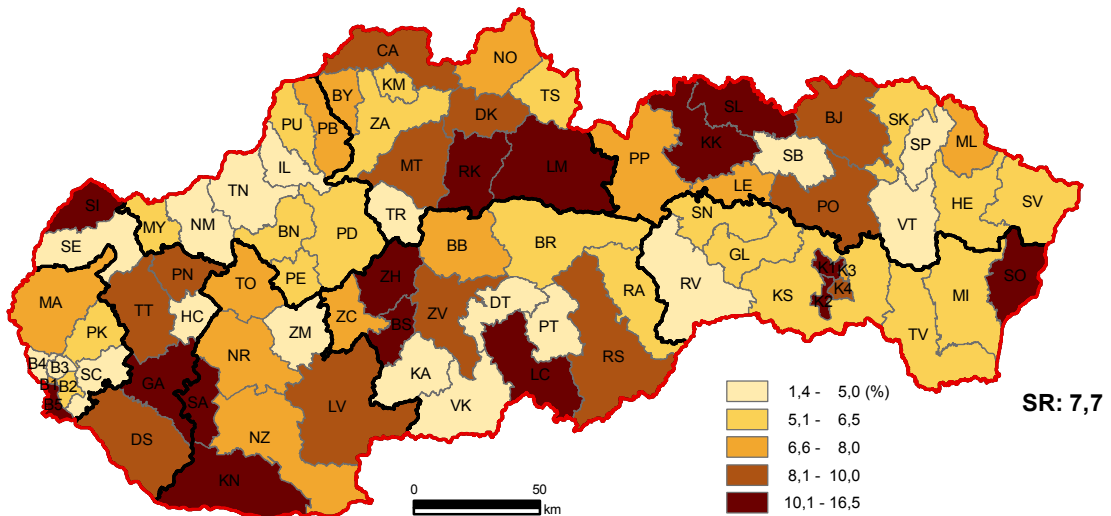 CA
NO
BY
KM
TS
PU
PB
ZA
DK
SL
BJ
SK
SP
ML
IL
MT
RK
LM
PP
KK
SB
LE
PO
HE
SV
TN
TR
SI
MY
NM
BN
PD
BB
BR
SN
VT
SE
GL
PE
ZH
RV
K1
K3
SO
MA
TT
PN
TO
ZC
BS
ZV
DT
RA
KS
K2
K4
MI
PK
HC
NR
ZM
PT
TV
B4
B3
SC
B1
B2
B5
GA
SA
LV
KA
VK
LC
RS
DS
NZ
KN
1,4 - 5,0 (%)
5,1 - 6,5
6,6 - 8,0
8,1 - 10,0
10,1 - 16,5
SR: 7,7
0 50
km